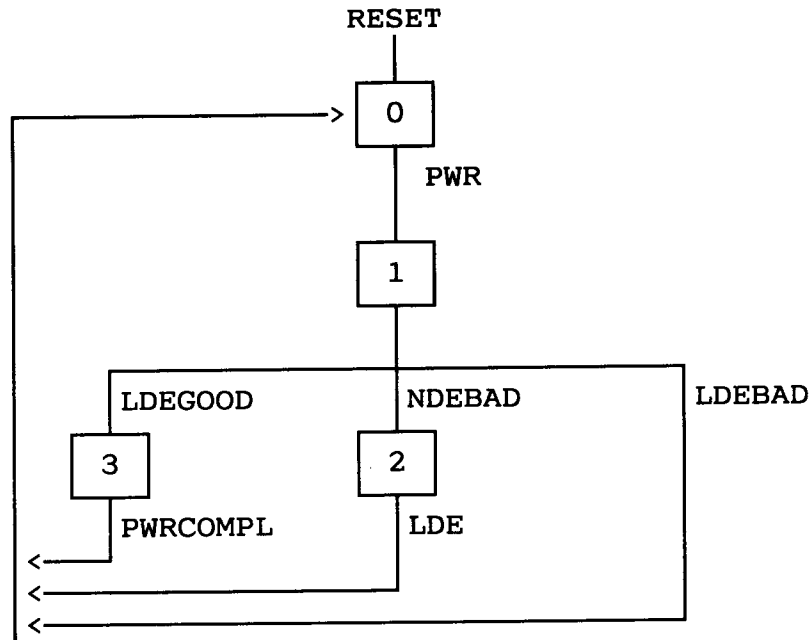 RESET
0
PWR
1
LDEGOOD NDEBAD LDEBAD
3 2
PWRCOMPL LDE